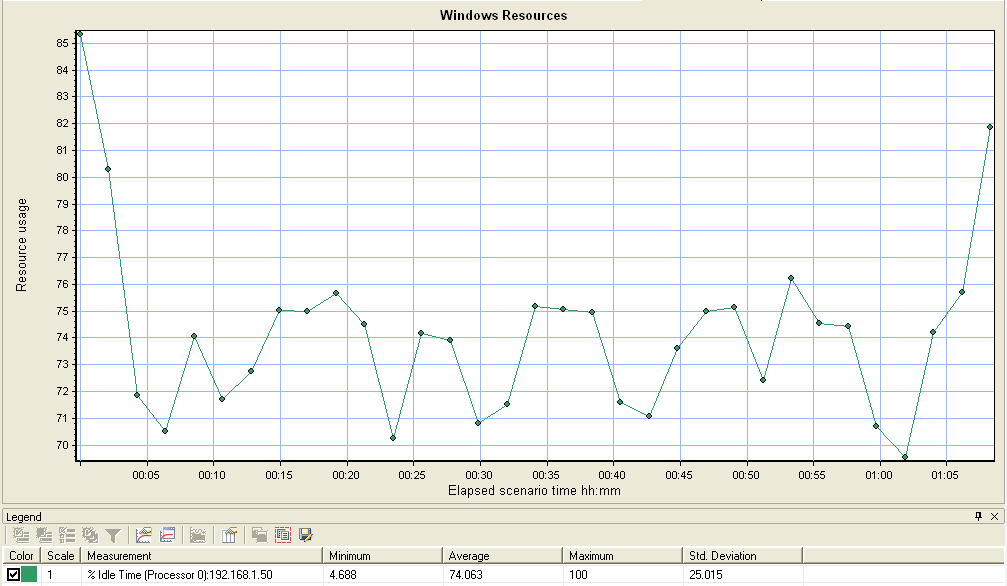 Windows Resources
85
84
83
82
81
80
79
78
77
76
75
74
73
72
71
70
Resource usage
00:05 00:10 00:15 00:20 00:25 00:30 00:35 00:40 00:45 00:50 00:55 01:00 01:05
Elapsed scenario time hh:mm
Legend
Color Scale Measurement Minimum Average Maximum Std. Deviation
1 % Idle Time (Processor 0):192.168.1.50 4.688 74.063 100 25.015